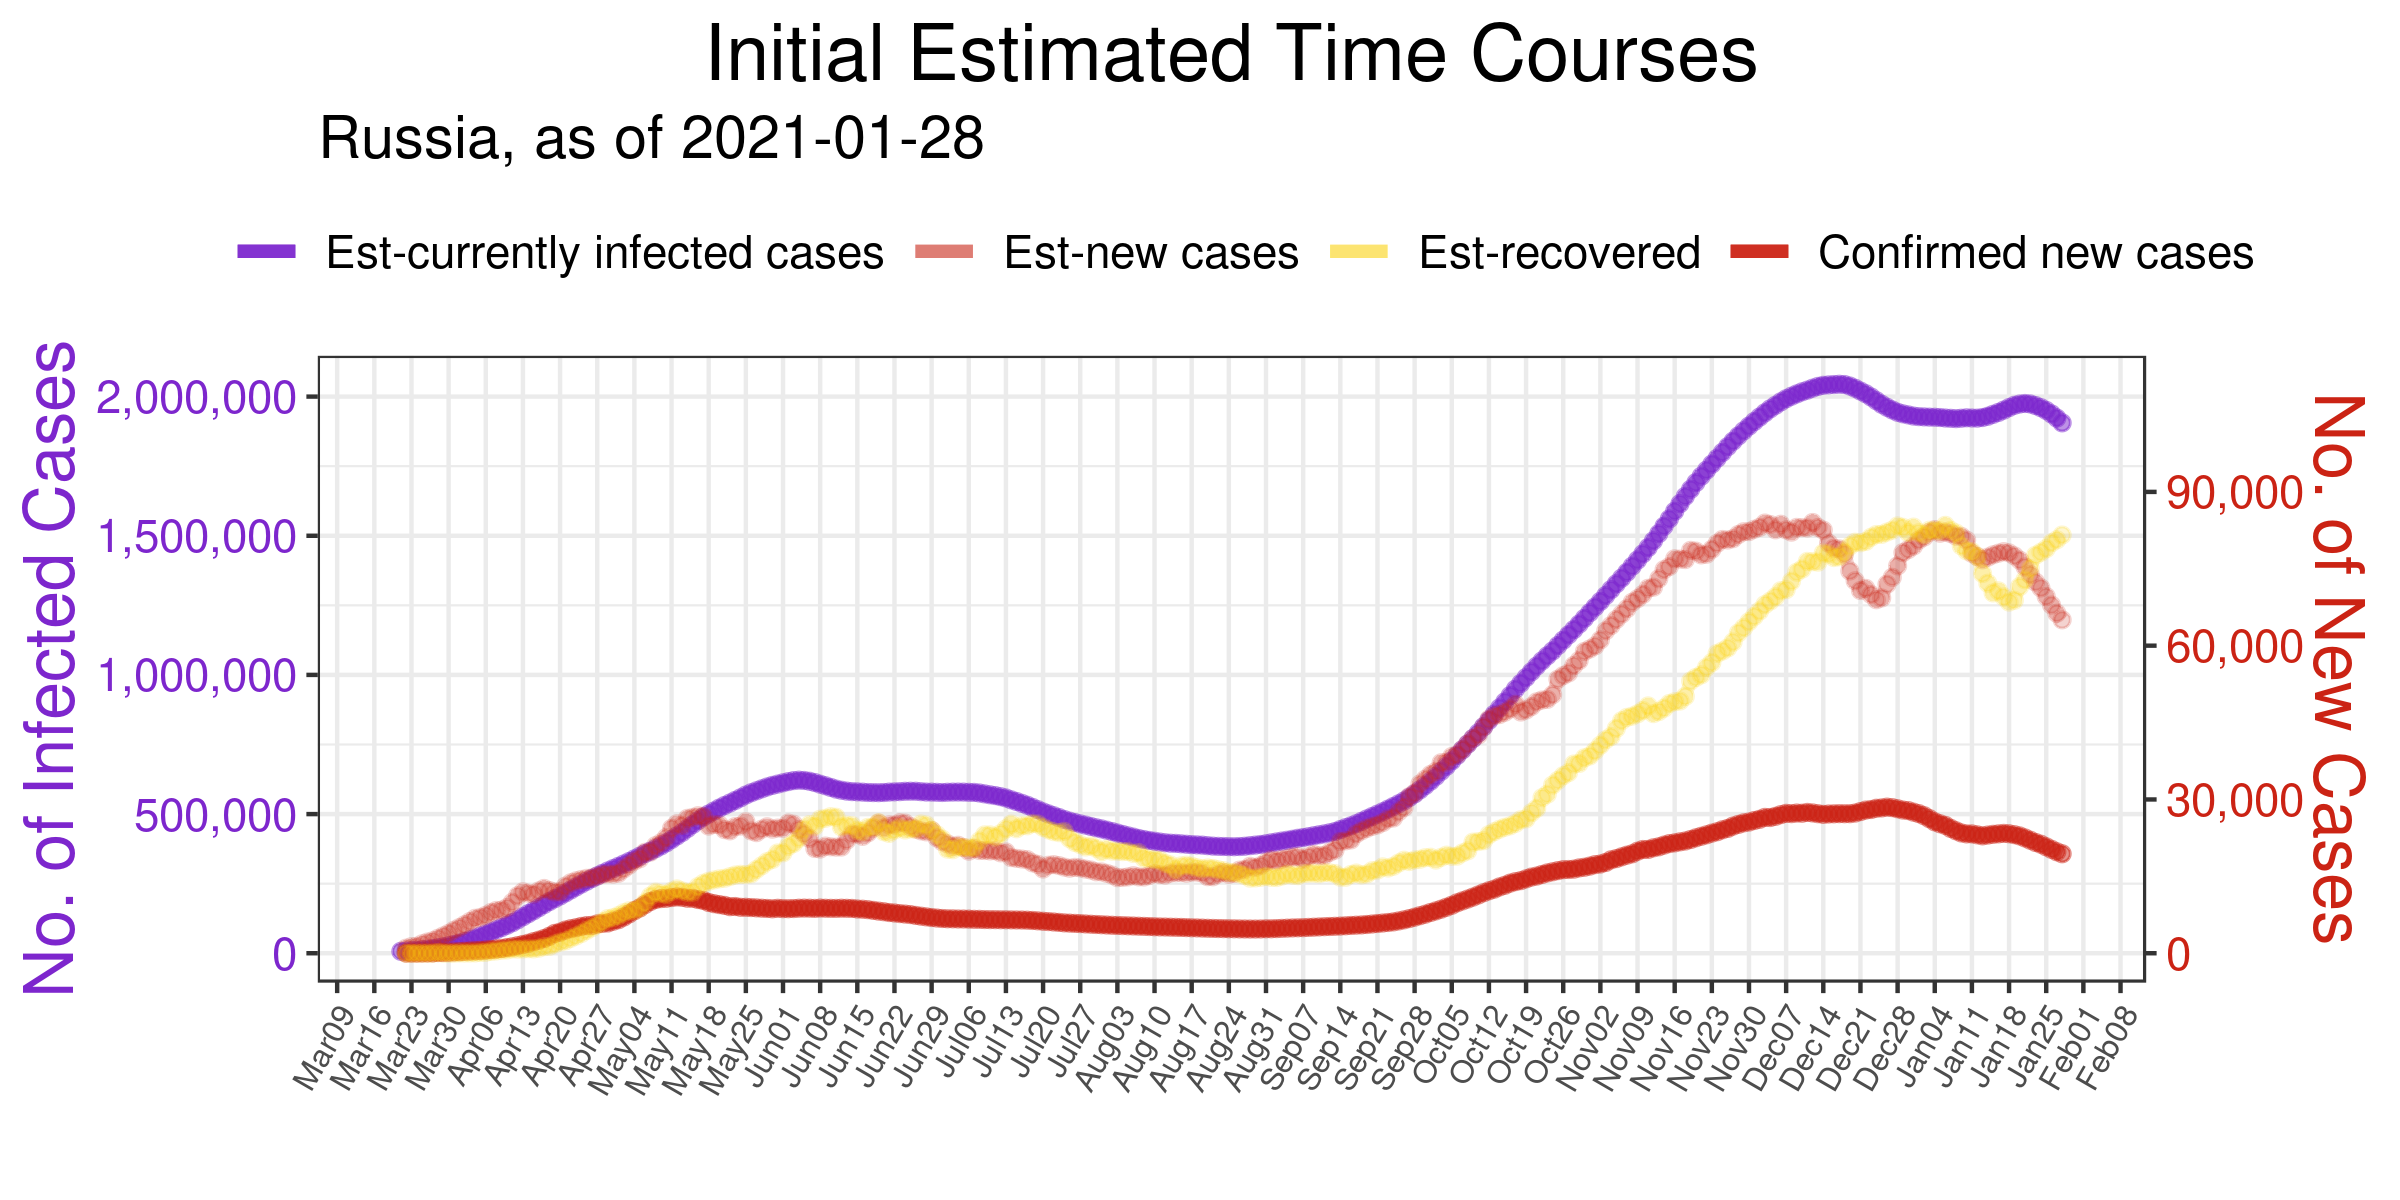 Initial Estimated Time Courses
Russia, as of 2021-01-28
Est-currently infected cases Est-new cases Est-recovered Confirmed new cases
No. of Infected Cases
2,000,000
1,500,000
1,000,000
500,000
0
90,000
60,000
30,000
0
No. of New Cases
Mar09 Mar16 Mar23 Mar30 Apr06 Apr13 Apr20 Apr27 May04 May11 May18 May25 Jun01 Jun08 Jun15 Jun22 Jun29 Jul06 Jul13 Jul20 Jul27 Aug03 Aug10 Aug17 Aug24 Aug31 Sep07 Sep14 Sep21 Sep28 Oct05 Oct12 Oct19 Oct26 Nov02 Nov09 Nov16 Nov23 Nov30 Dec07 Dec14 Dec21 Dec28 Jan04 Jan11 Jan18 Jan25 Feb01 Feb08